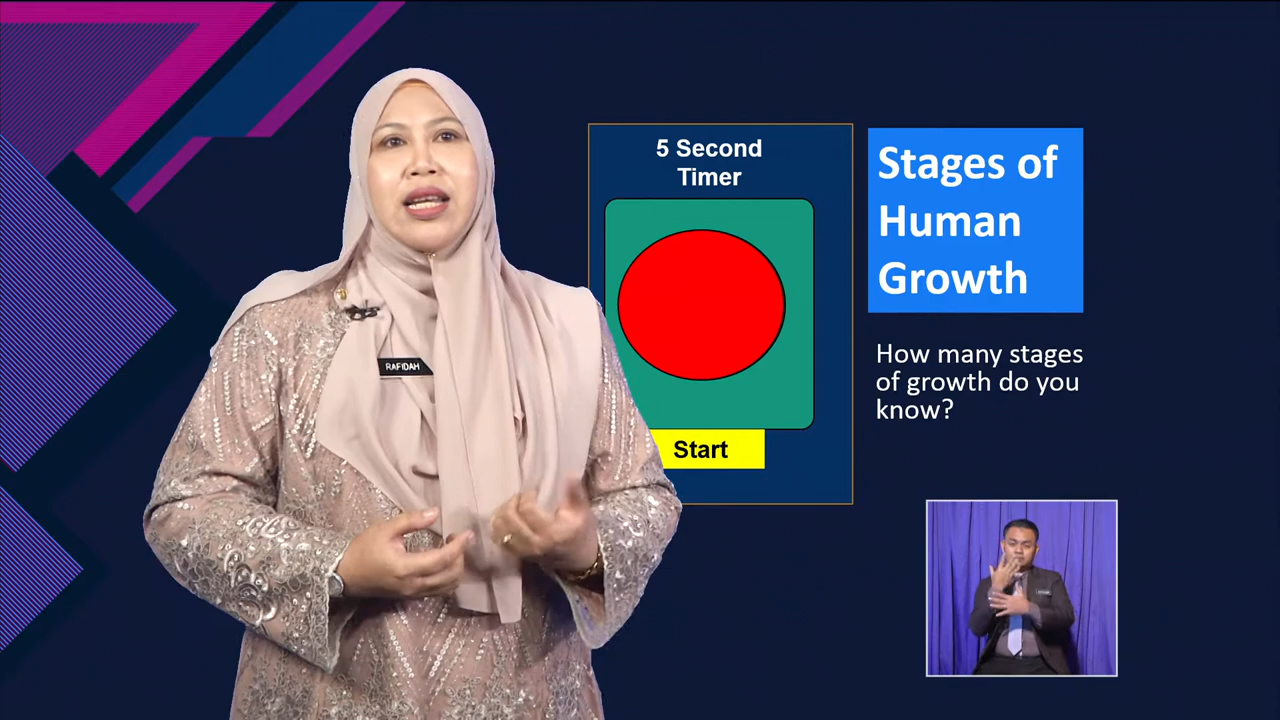 5 Second
Timer
Stages of
Human
Growth
How many stages
of growth do you
know?
Start
RAFIDAH